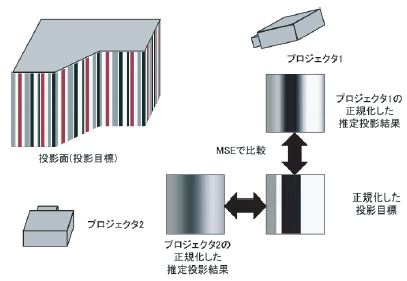 プロジェクタ1
プロジェクタ1の
正規化した
推定投影結果
投影面(投影目標)
MSEで比較
正規化した
投影目標
プロジェクタ2
プロジェクタ2の
正規化した
推定投影結果